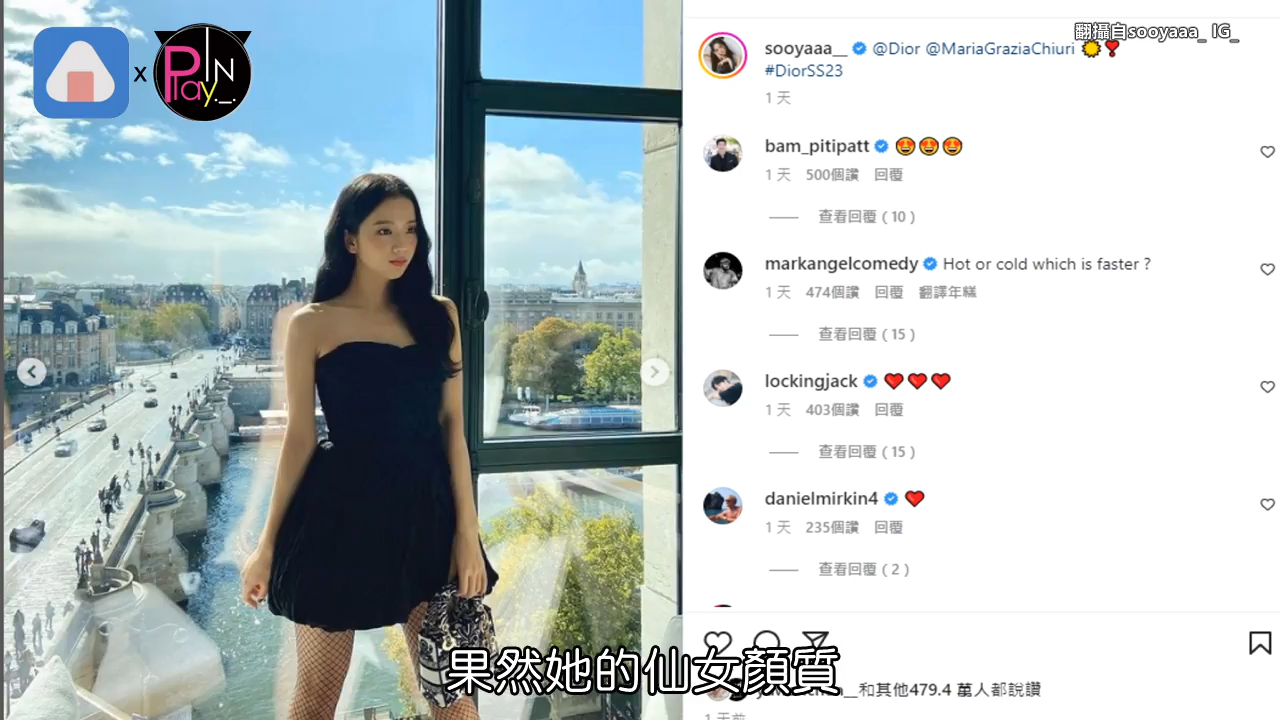 x
PLAY IN
翻攝自sooyaaa_ IG_
sooyaaa__ @Dior @MariaGraziaChiuri
#DiorSS23
1 天
bam_pitipatt
1 天 500個讚 回覆
查看回覆 ( 10 )
markangelcomedy Hot or cold which is faster ?
1 天 474個讚 回覆 翻譯年糕
查看回覆 ( 15 )
lockingjack
1 天 403個讚 回覆
查看回覆 ( 15 )
danielmirkin4
1 天 235個讚 回覆
查看回覆 ( 2 )
果然她的仙女顏質
和其他479.4 萬人都說讚
1 天前